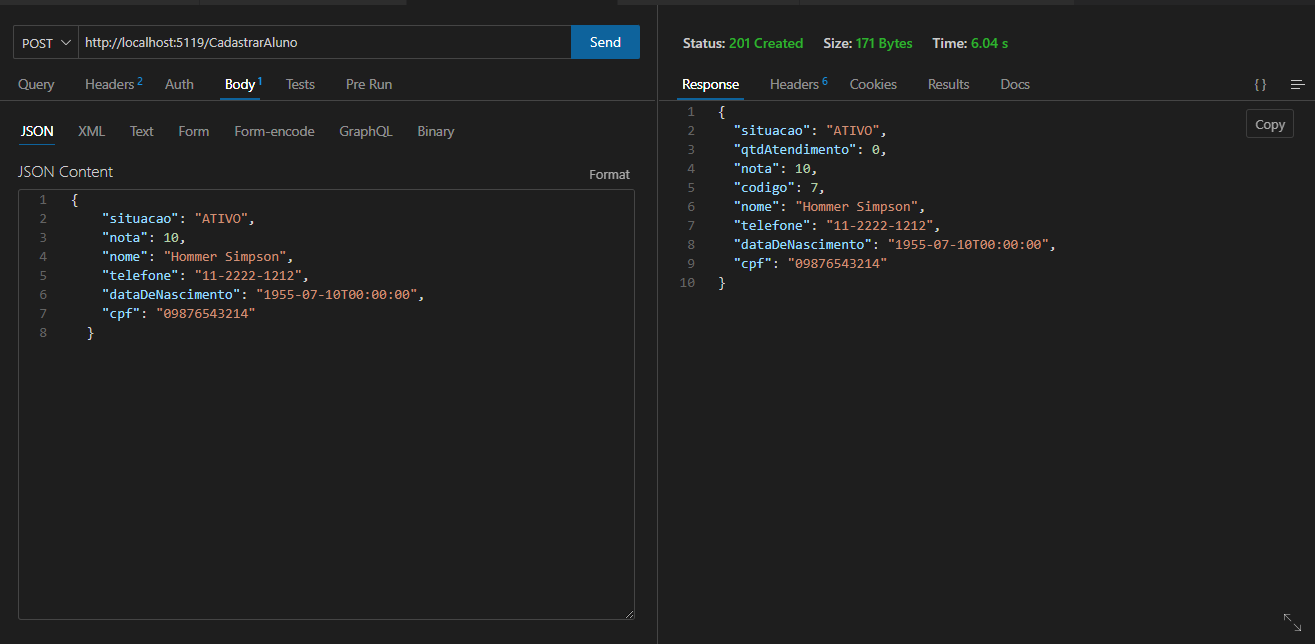 POST http://localhost:5119/CadastrarAluno Send
Query Headers 2 Auth Body 1 Tests Pre Run
JSON XML Text Form Form-encode GraphQL Binary
JSON Content Format
1 {
2 "situacao": "ATIVO",
3 "nota": 10,
4 "nome": "Hommer Simpson",
5 "telefone": "11-2222-1212",
6 "dataDeNascimento": "1955-07-10T00:00:00",
7 "cpf": "09876543214"
8 }
Status: 201 Created Size: 171 Bytes Time: 6.04 s
Response Headers 6 Cookies Results Docs { }
Copy
1 {
2 "situacao": "ATIVO",
3 "qtdAtendimento": 0,
4 "nota": 10,
5 "codigo": 7,
6 "nome": "Hommer Simpson",
7 "telefone": "11-2222-1212",
8 "dataDeNascimento": "1955-07-10T00:00:00",
9 "cpf": "09876543214"
10 }